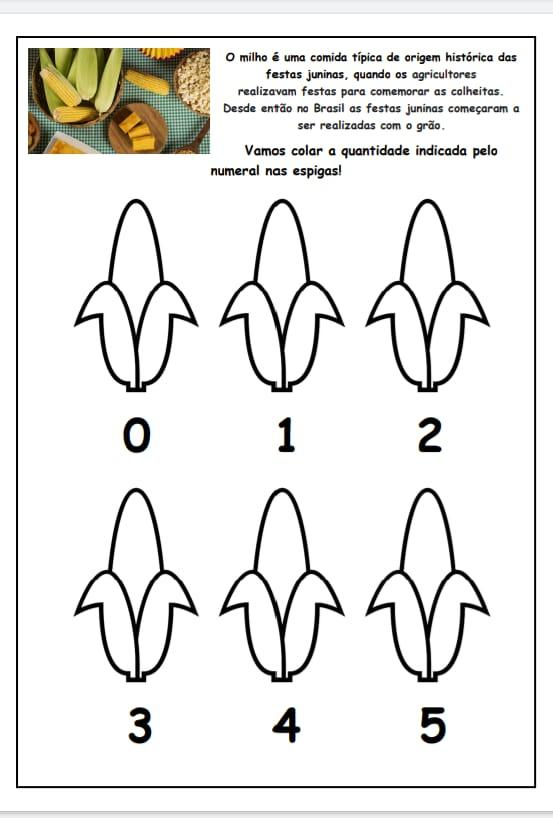 O milho é uma comida típica de origem histórica das
festas juninas, quando os agricultores
realizavam festas para comemorar as colheitas.
Desde então no Brasil as festas juninas começaram a
ser realizadas com o grão.
Vamos colar a quantidade indicada pelo
numeral nas espigas!
0 1 2
3 4 5